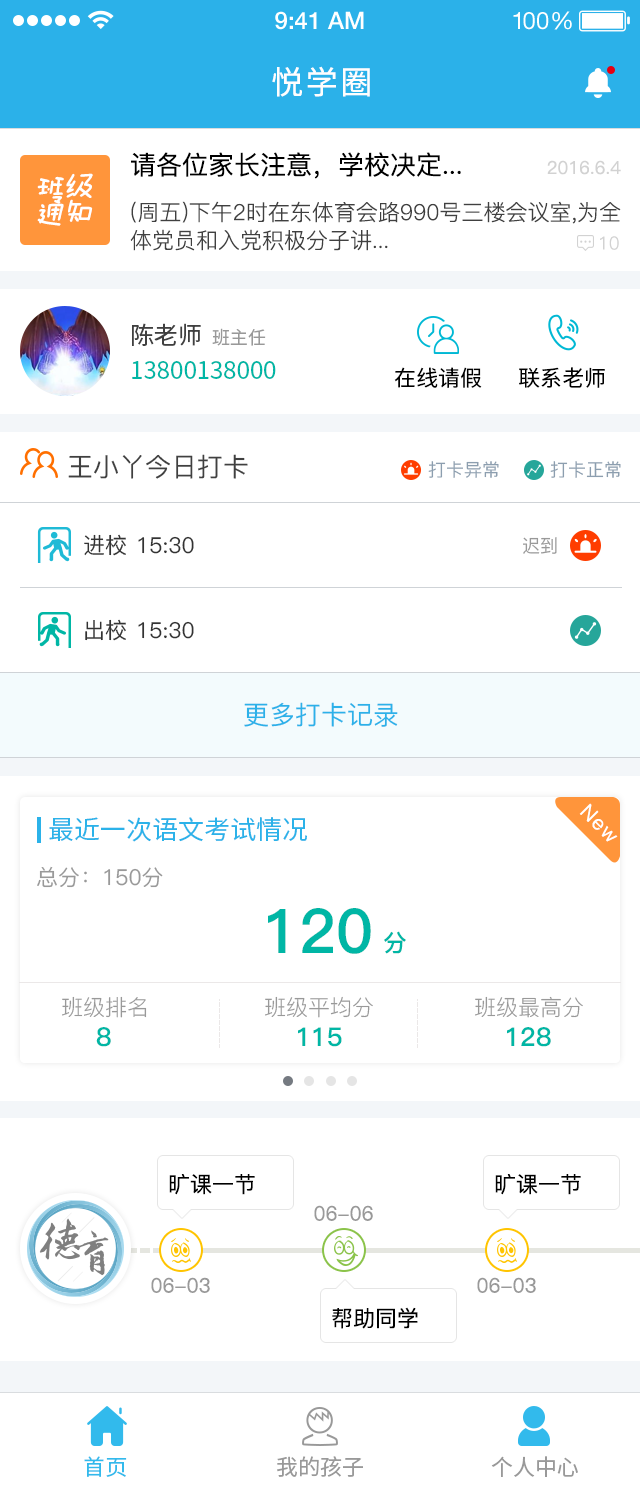 9:41 AM
100%
悦学圈
班级
通知
请各位家长注意，学校决定...
2016.6.4
(周五)下午2时在东体育会路990号三楼会议室,为全
体党员和入党积极分子讲...
10
陈老师 班主任
13800138000
在线请假
联系老师
王小丫今日打卡
打卡异常
打卡正常
进校 15:30
迟到
出校 15:30
更多打卡记录
最近一次语文考试情况
New
总分：150分
120 分
班级排名
班级平均分
班级最高分
8
115
128
旷课一节
旷课一节
06-06
德育
06-03
06-03
帮助同学
首页
我的孩子
个人中心